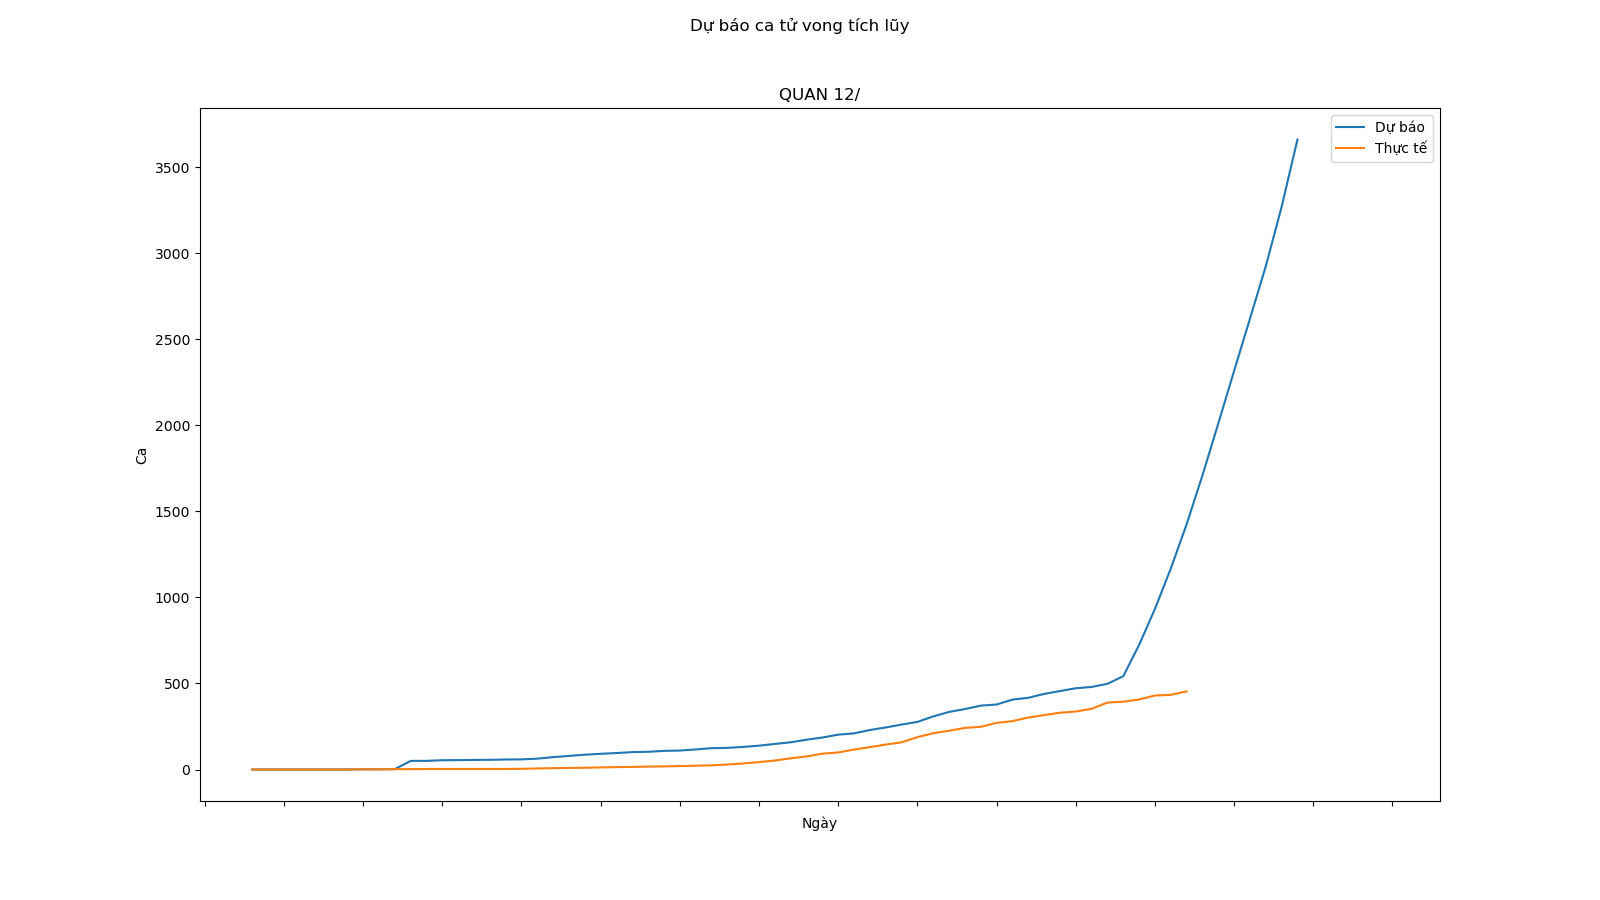 Dự báo ca tử vong tích lũy
QUAN 12/
Dự báo
Thực tế
3500
3000
2500
2000
1500
1000
500
0
Ca
Ngày